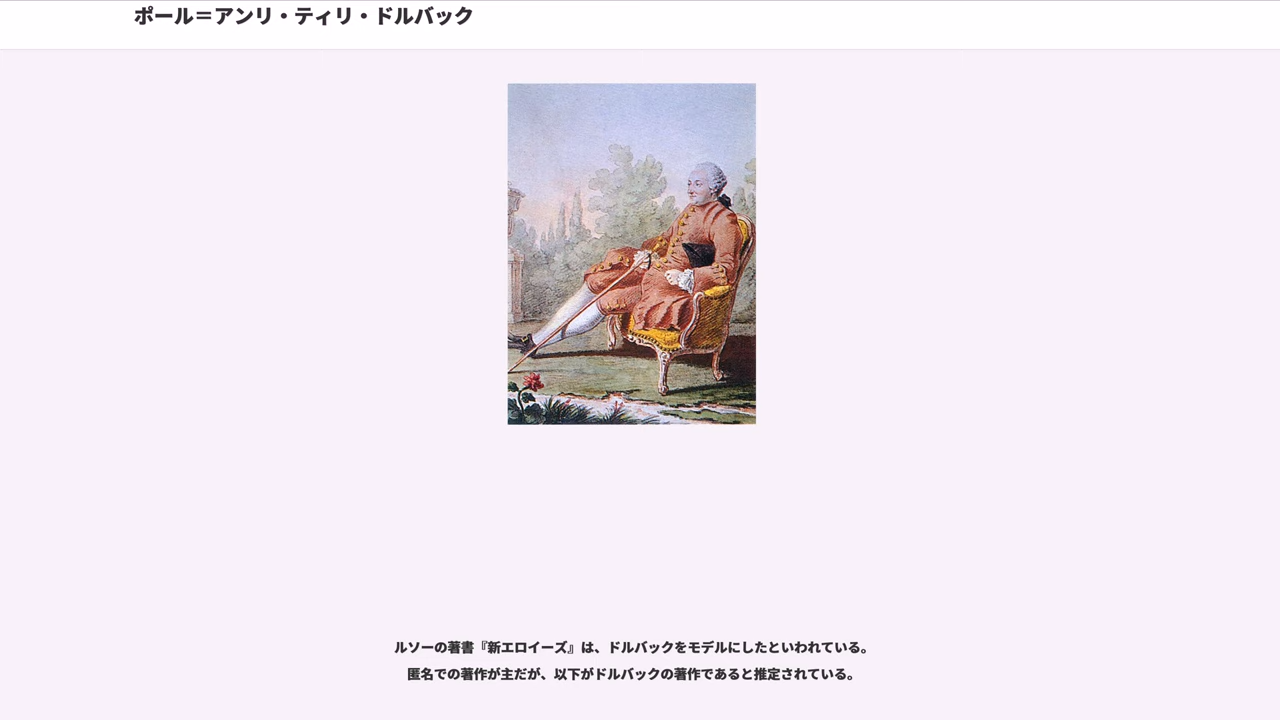 ポール＝アンリ・ティリ・ドルバック
ルソーの著書『新エロイーズ』は、ドルバックをモデルにしたといわれている。
匿名での著作が主だが、以下がドルバックの著作であると推定されている。